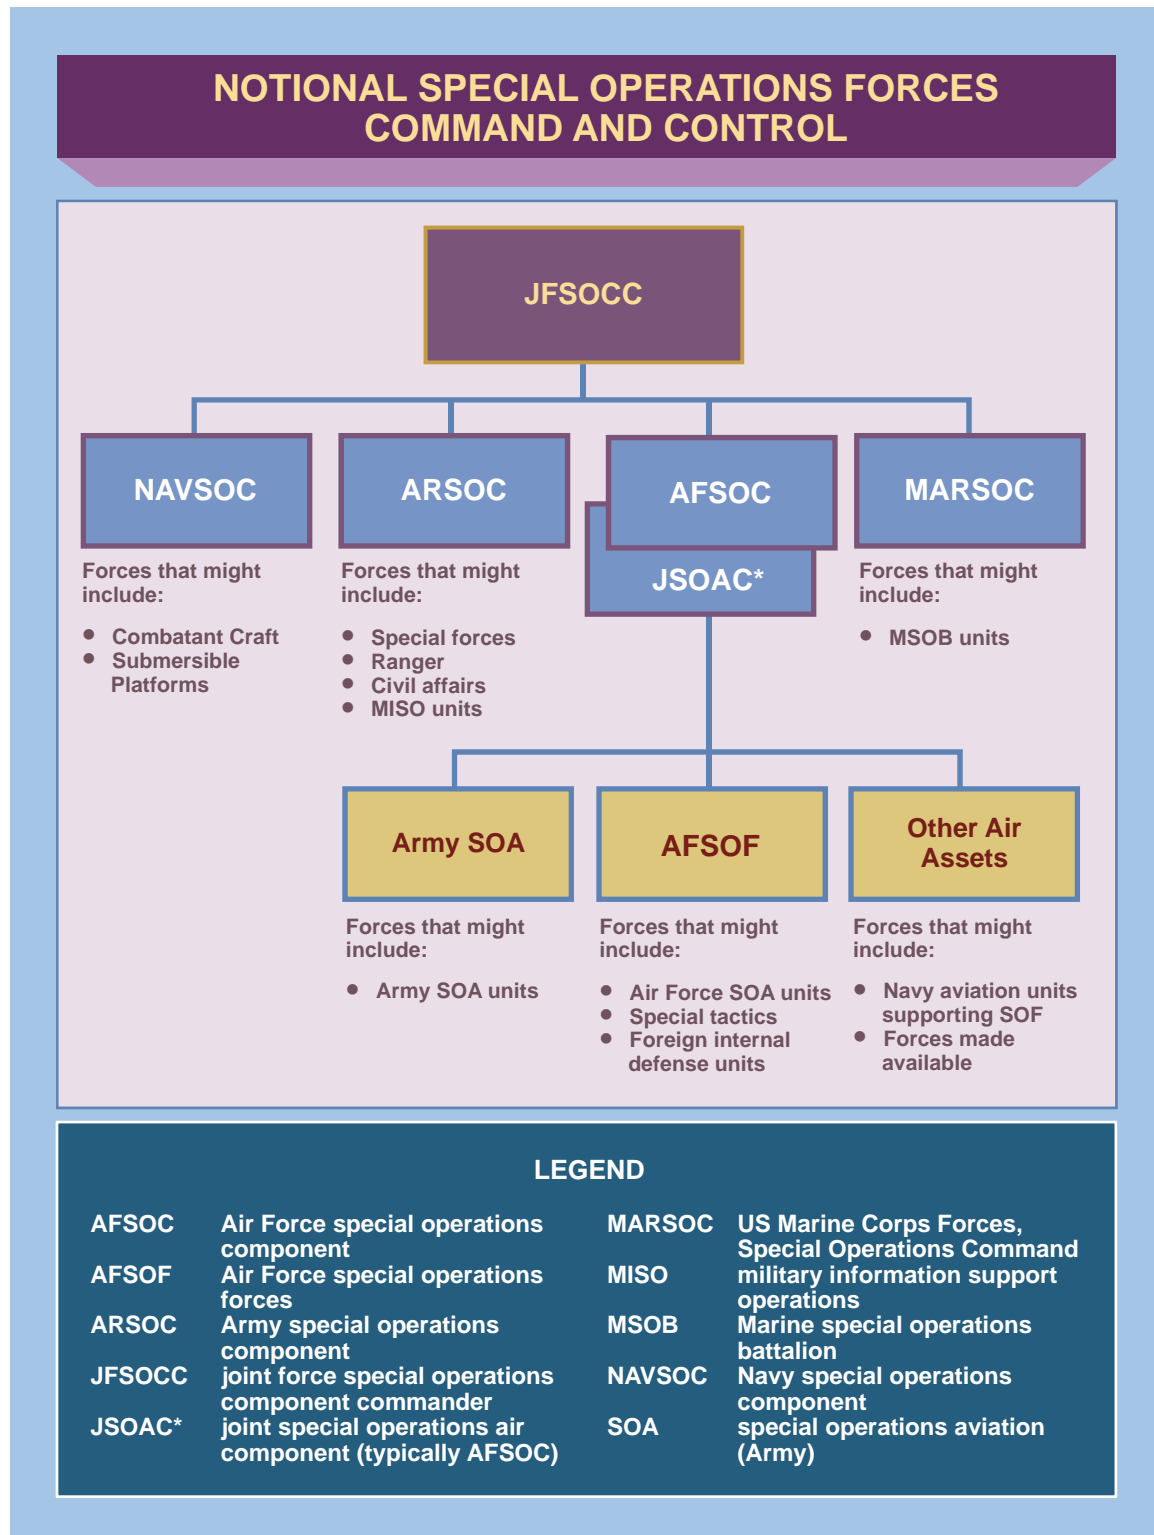 NOTIONAL SPECIAL OPERATIONS FORCES
COMMAND AND CONTROL
JFSOCC
NAVSOC
Forces that might
include:
• Combatant Craft
• Submersible
Platforms
ARSOC
Forces that might
include:
• Special forces
• Ranger
• Civil affairs
• MISO units
AFSOC
JSOAC*
MARSOC
Forces that might
include:
• MSOB units
Army SOA
Forces that might
include:
• Army SOA units
AFSOF
Forces that might
include:
• Air Force SOA units
• Special tactics
• Foreign internal
defense units
Other Air
Assets
Forces that might
include:
• Navy aviation units
supporting SOF
• Forces made
available
LEGEND
AFSOC Air Force special operations
component
AFSOF Air Force special operations
forces
ARSOC Army special operations
component
JFSOCC joint force special operations
component commander
JSOAC* joint special operations air
component (typically AFSOC)
MARSOC US Marine Corps Forces,
Special Operations Command
MISO military information support
operations
MSOB Marine special operations
battalion
NAVSOC Navy special operations
component
SOA special operations aviation
(Army)